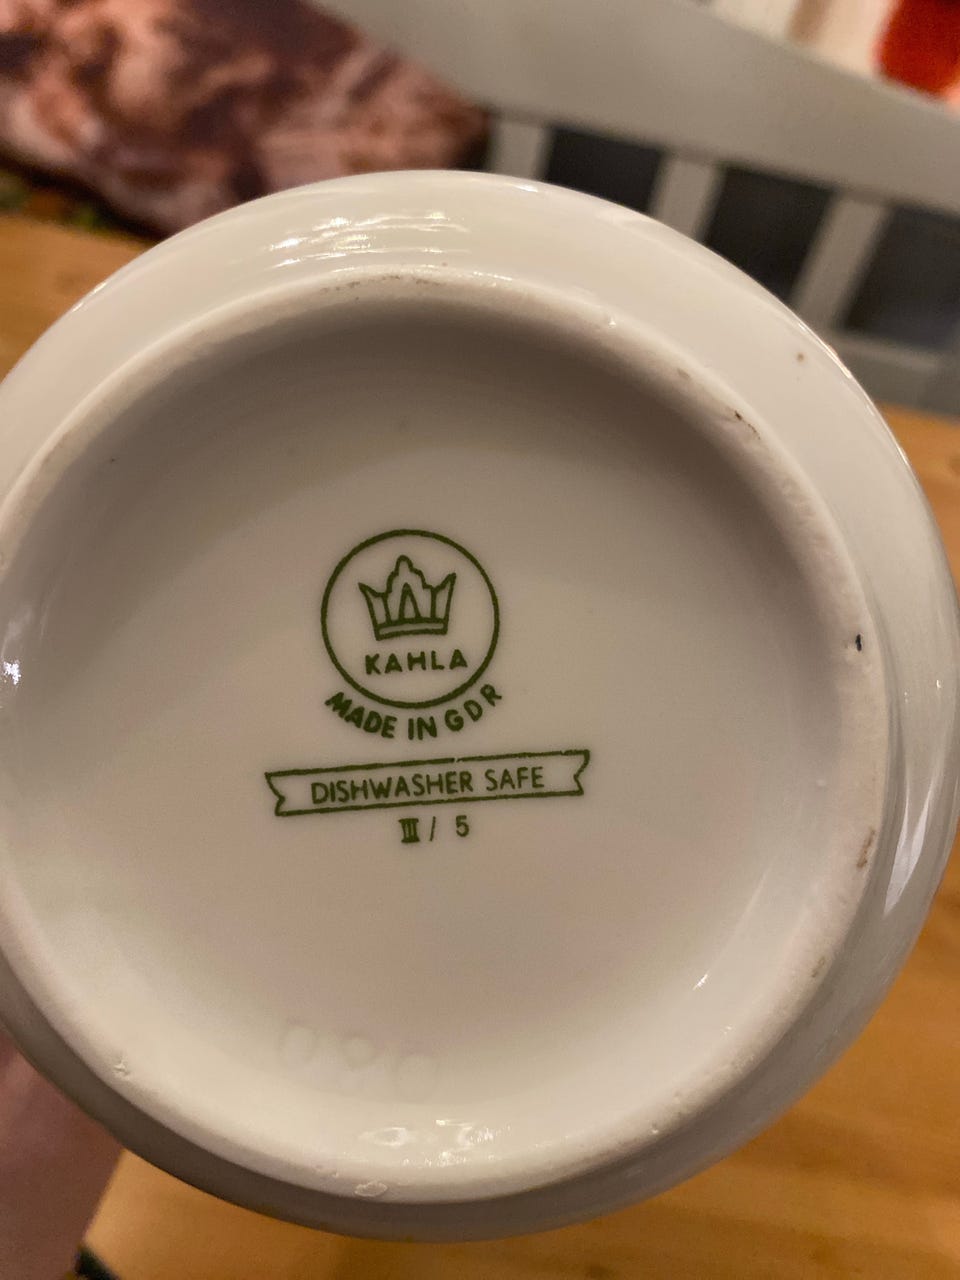 KAHLA
MADE IN GDR
DISHWASHER SAFE
III / 5